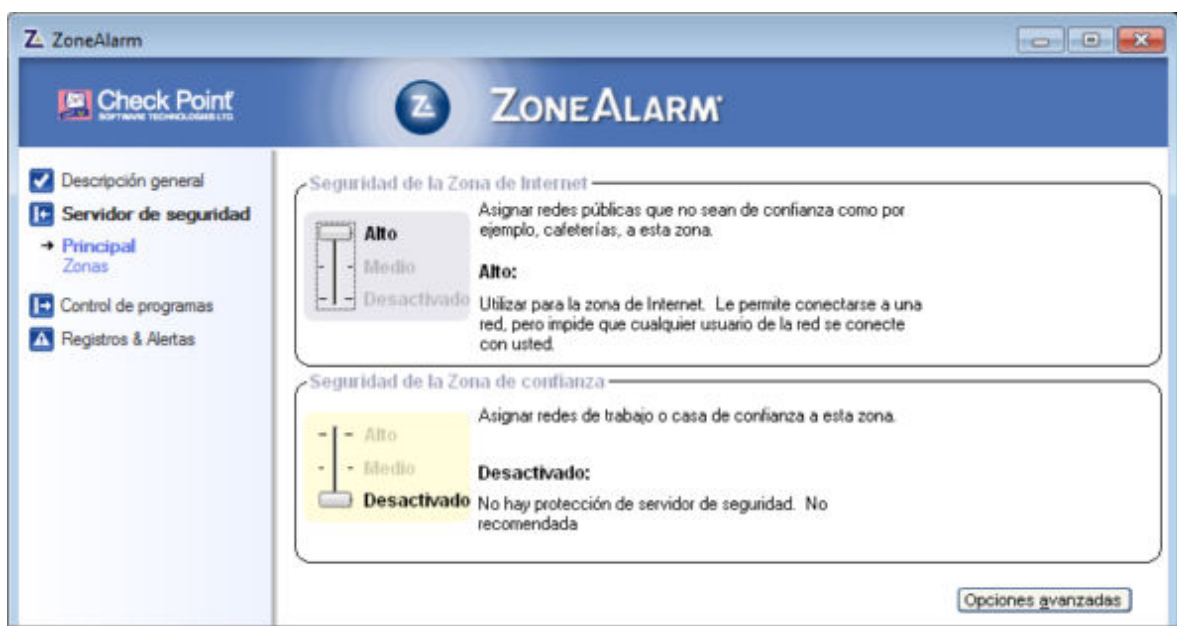 ZoneAlarm
Check Point
SOFTWARE TECHNOLOGIES LTD.
ZONEALARM
Descripción general
Servidor de seguridad
Principal
Zonas
Control de programas
Registros & Alertas
Seguridad de la Zona de Internet
Alto
Medio
Desactivado
Asignar redes públicas que no sean de confianza como por
ejemplo, cafeterías, a esta zona.
Alto:
Utilizar para la zona de Internet. Le permite conectarse a una
red, pero impide que cualquier usuario de la red se conecte
con usted.
Seguridad de la Zona de confianza
Alto
Medio
Desactivado
Asignar redes de trabajo o casa de confianza a esta zona.
Desactivado:
No hay protección de servidor de seguridad. No
recomendada
Opciones avanzadas